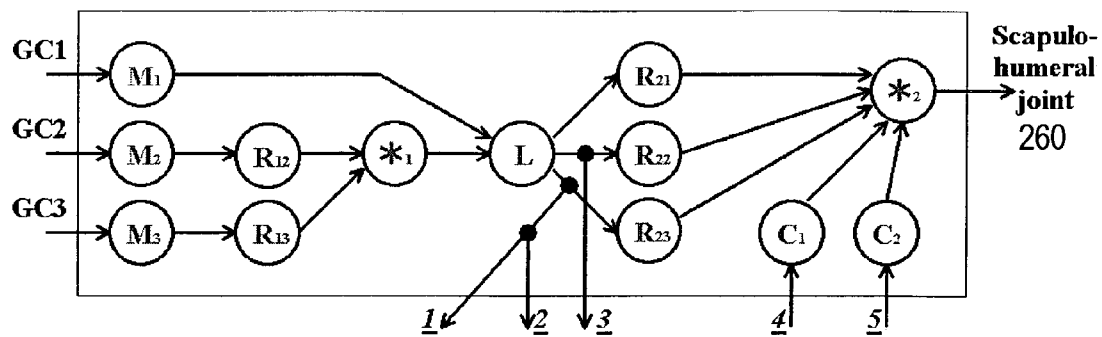 GC1
M1
R21
*2
Scapulo-
humeral
joint
260
GC2
M2
R12
*1
L
R22
GC3
M3
R13
R23
C1
C2
1
2
3
4
5